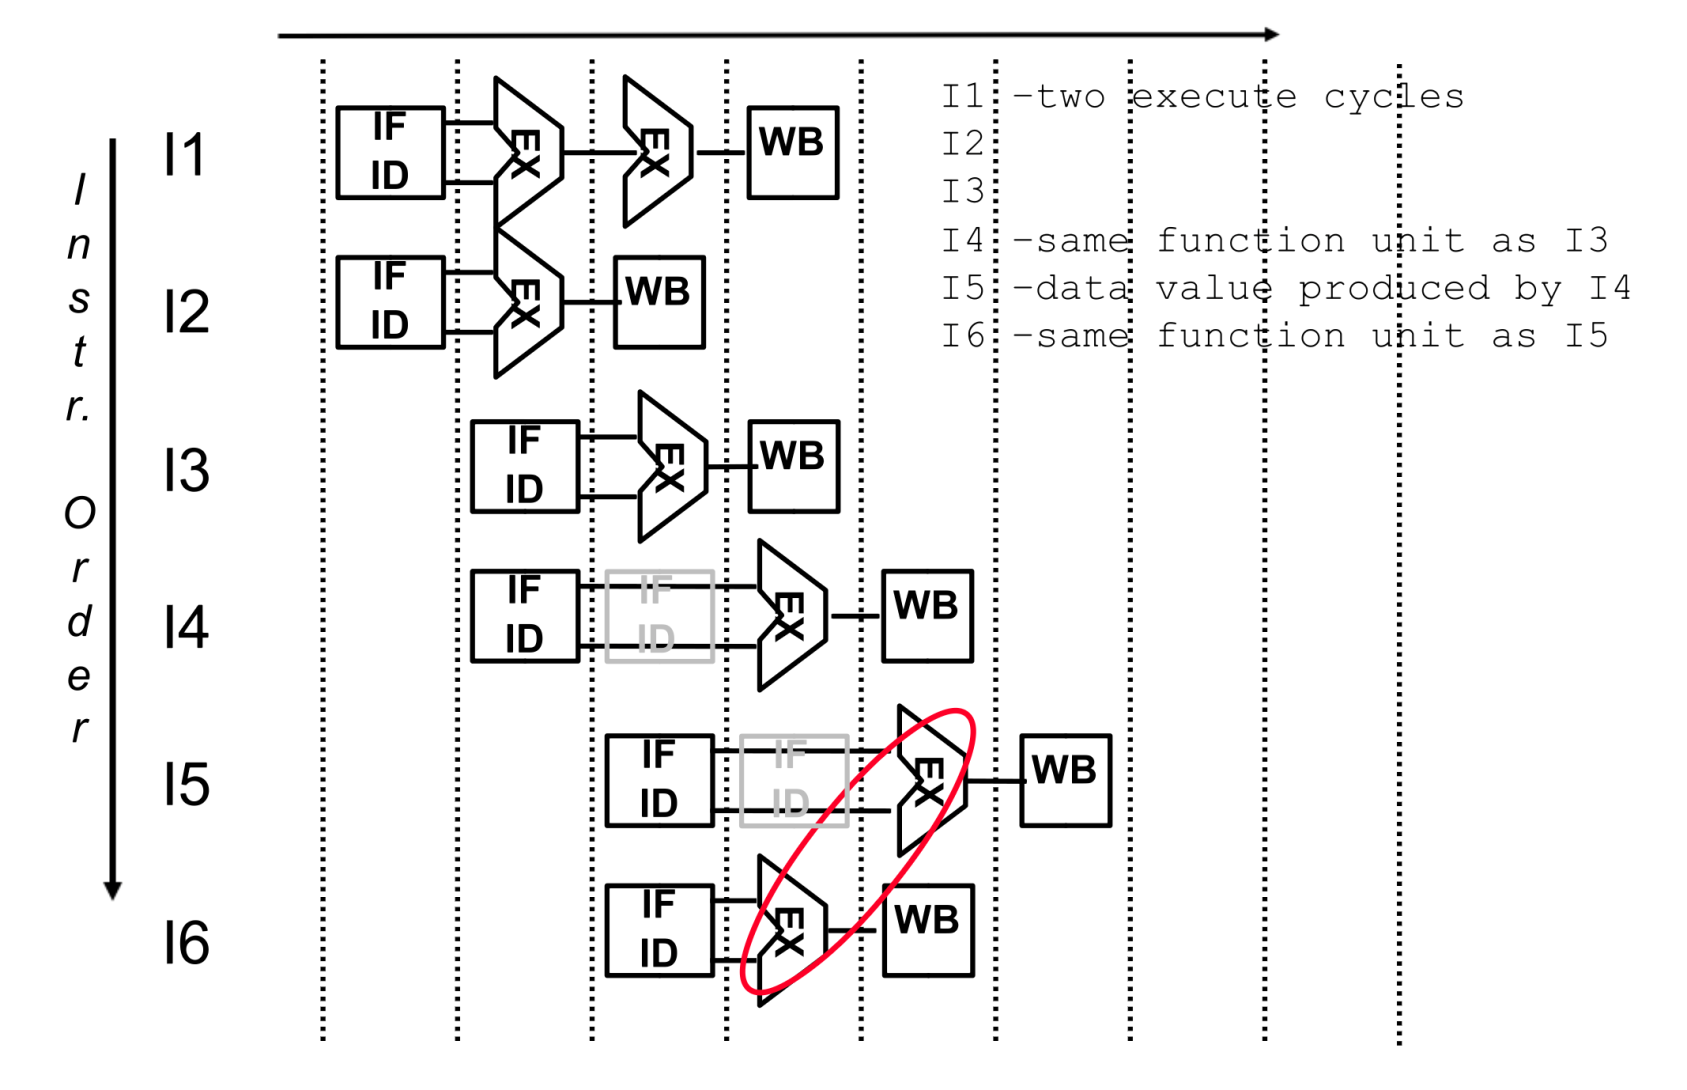 I1 –two execute cycles
I2
I3
I4 –same function unit as I3
I5 –data value produced by I4
I6 –same function unit as I5
Instr. Order
I1
IF
ID
EX
EX
WB
I2
IF
ID
EX
WB
I3
IF
ID
EX
WB
I4
IF
ID
IF
ID
EX
WB
I5
IF
ID
IF
ID
EX
WB
I6
IF
ID
EX
WB